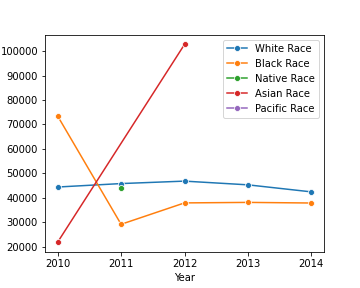 100000
90000
80000
70000
60000
50000
40000
30000
20000
2010 2011 2012 2013 2014
Year
White Race
Black Race
Native Race
Asian Race
Pacific Race